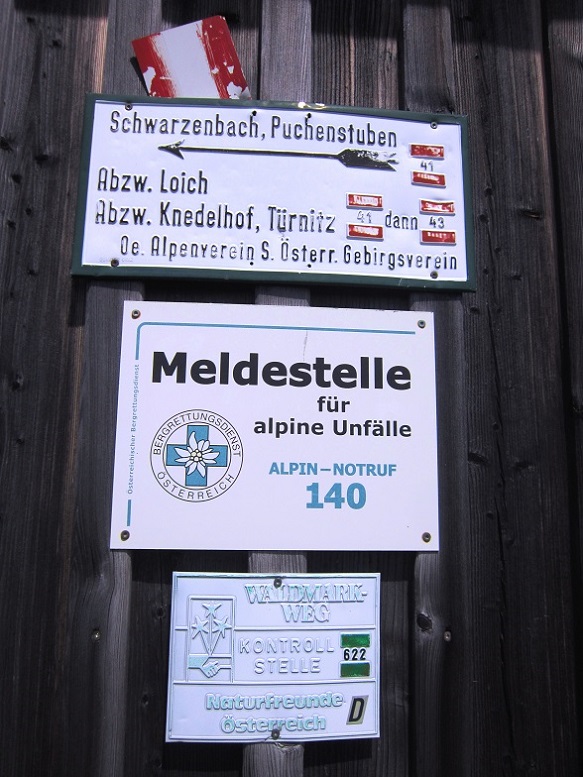 Schwarzenbach, Puchenstuben
41
Abzw. Loich
Abzw. Knedelhof, Türnitz 41 dann 43
Oe. Alpenverein S. Österr. Gebirgsverein
Österreichischer Bergrettungsdienst
Meldestelle
für
alpine Unfälle
BERGRETTUNGSDIENST
ÖSTERREICH
ALPIN–NOTRUF
140
WALDMARK-
WEG
KONTROLL
STELLE
622
Naturfreunde
Österreich
D